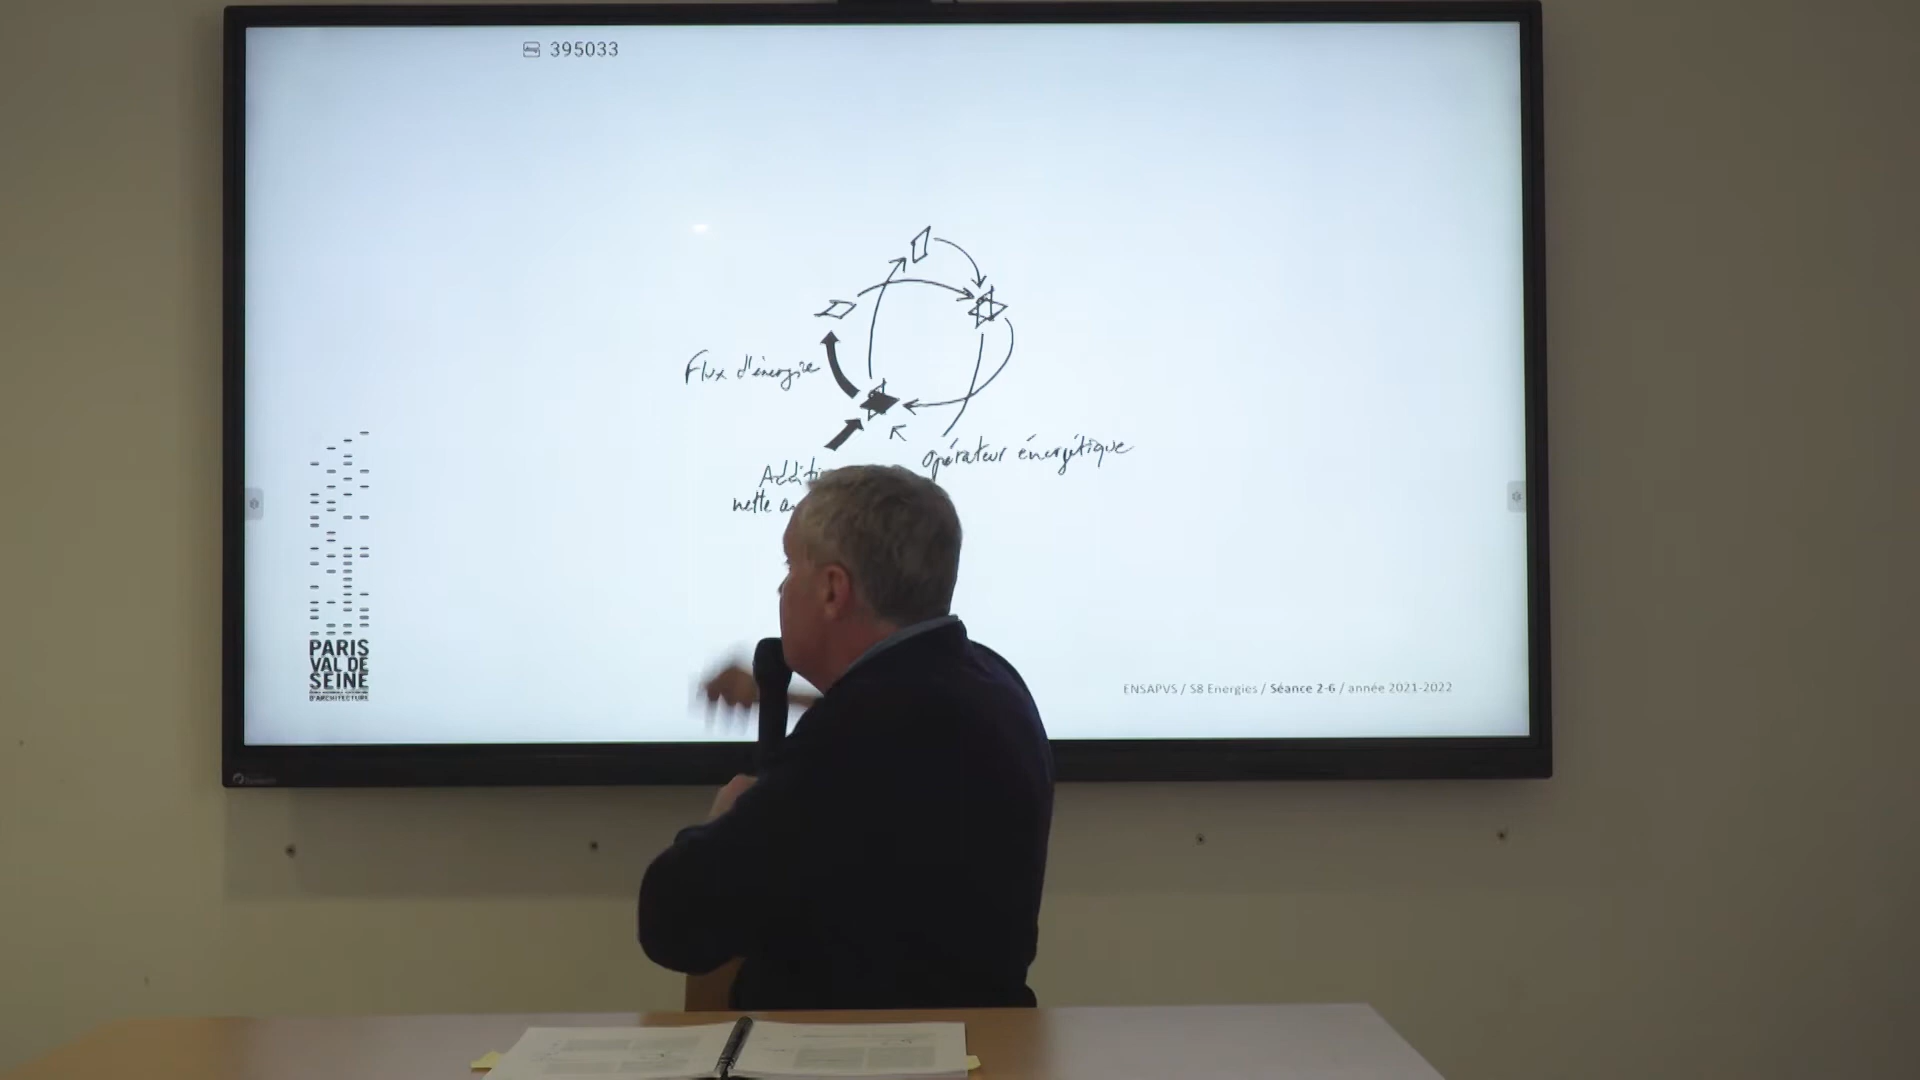 395033
Flux d'énergie
opérateur énergétique
Additi
nette a
PARIS
VAL DE
SEINE
D'ARCHITECTURE
ENSAPVS / S8 Energies / Séance 2-6 / année 2021-2022